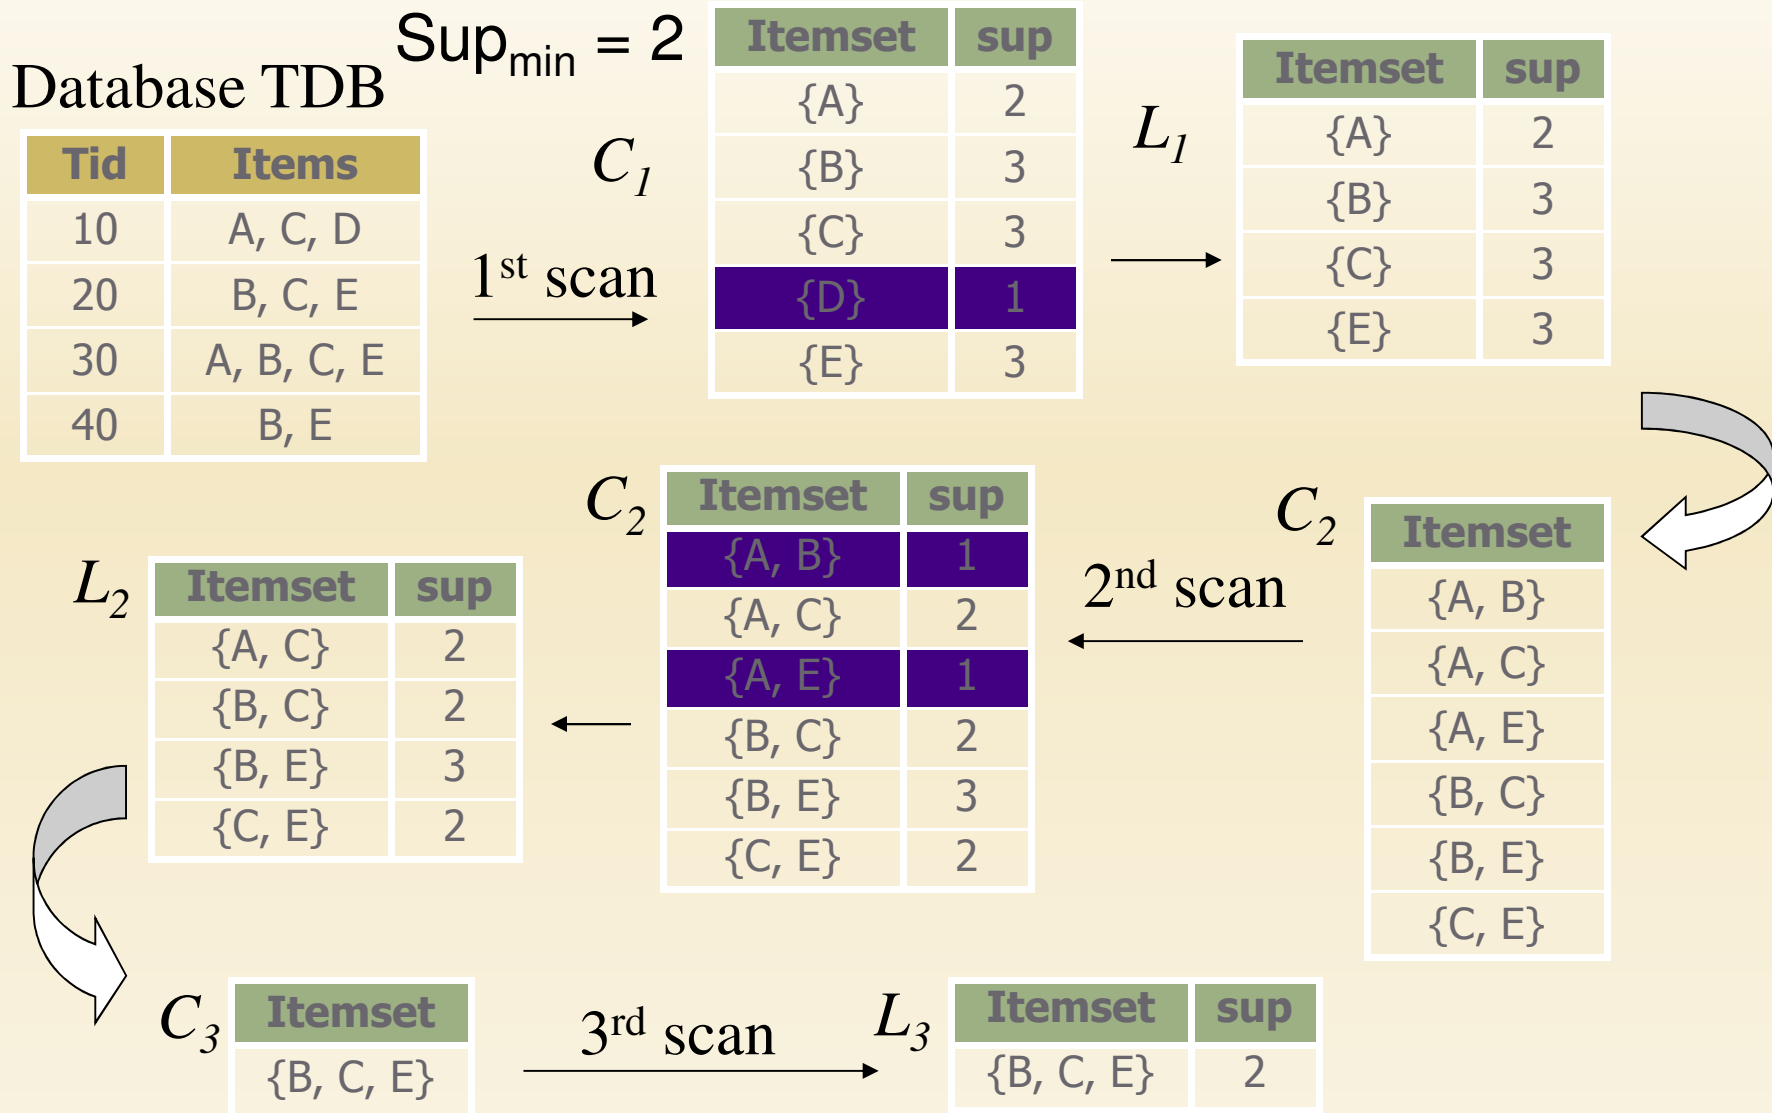 Sup_min = 2
Database TDB
Tid Items
10 A, C, D
20 B, C, E
30 A, B, C, E
40 B, E
1st scan
C1
Itemset sup
{A} 2
{B} 3
{C} 3
{D} 1
{E} 3
L1
Itemset sup
{A} 2
{B} 3
{C} 3
{E} 3
C2
Itemset
{A, B}
{A, C}
{A, E}
{B, C}
{B, E}
{C, E}
2nd scan
C2
Itemset sup
{A, B} 1
{A, C} 2
{A, E} 1
{B, C} 2
{B, E} 3
{C, E} 2
L2
Itemset sup
{A, C} 2
{B, C} 2
{B, E} 3
{C, E} 2
C3
Itemset
{B, C, E}
3rd scan
L3
Itemset sup
{B, C, E} 2